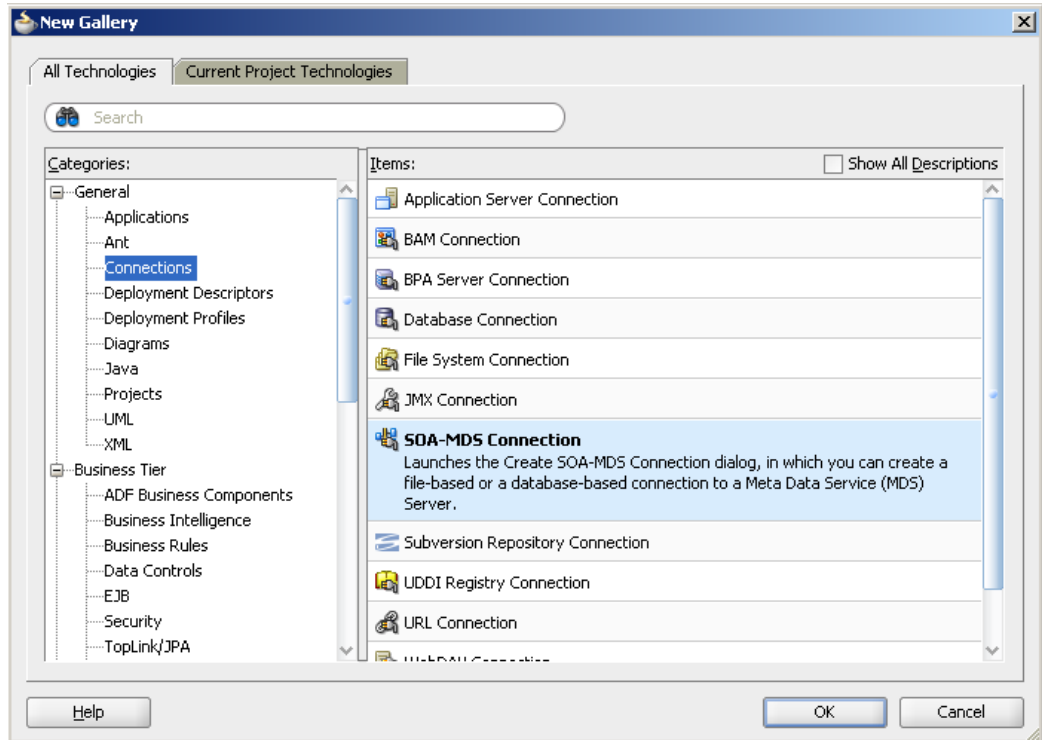 New Gallery
All Technologies
Current Project Technologies
Search
Categories:
General
Applications
Ant
Connections
Deployment Descriptors
Deployment Profiles
Diagrams
Java
Projects
UML
XML
Business Tier
ADF Business Components
Business Intelligence
Business Rules
Data Controls
EJB
Security
TopLink/JPA
Items:
Show All Descriptions
Application Server Connection
BAM Connection
BPA Server Connection
Database Connection
File System Connection
JMX Connection
SOA-MDS Connection
Launches the Create SOA-MDS Connection dialog, in which you can create a
file-based or a database-based connection to a Meta Data Service (MDS)
Server.
Subversion Repository Connection
UDDI Registry Connection
URL Connection
Help
OK
Cancel